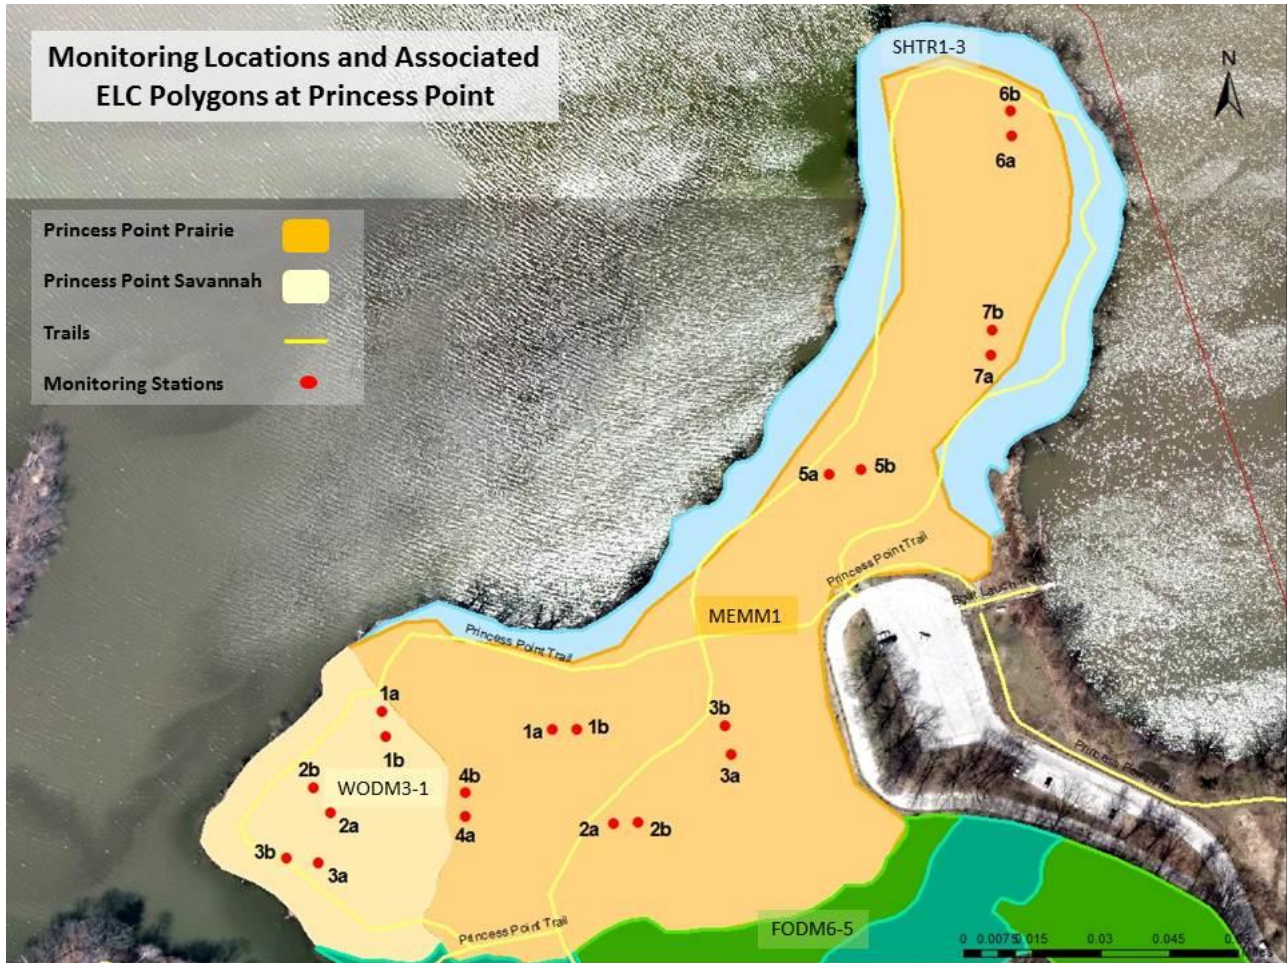 Monitoring Locations and Associated
ELC Polygons at Princess Point
SHTR1-3
N
6b
6a
Princess Point Prairie
Princess Point Savannah
Trails
Monitoring Stations
7b
7a
5a
5b
Princess Point Trail
MEMM1
Princess Point Trail
1a
1b
1a
1b
3b
3a
2b
WODM3-1
2a
4b
4a
2a
2b
3b
3a
Princess Point Trail
FODM6-5
0 0.0075 0.015 0.03 0.045
Miles